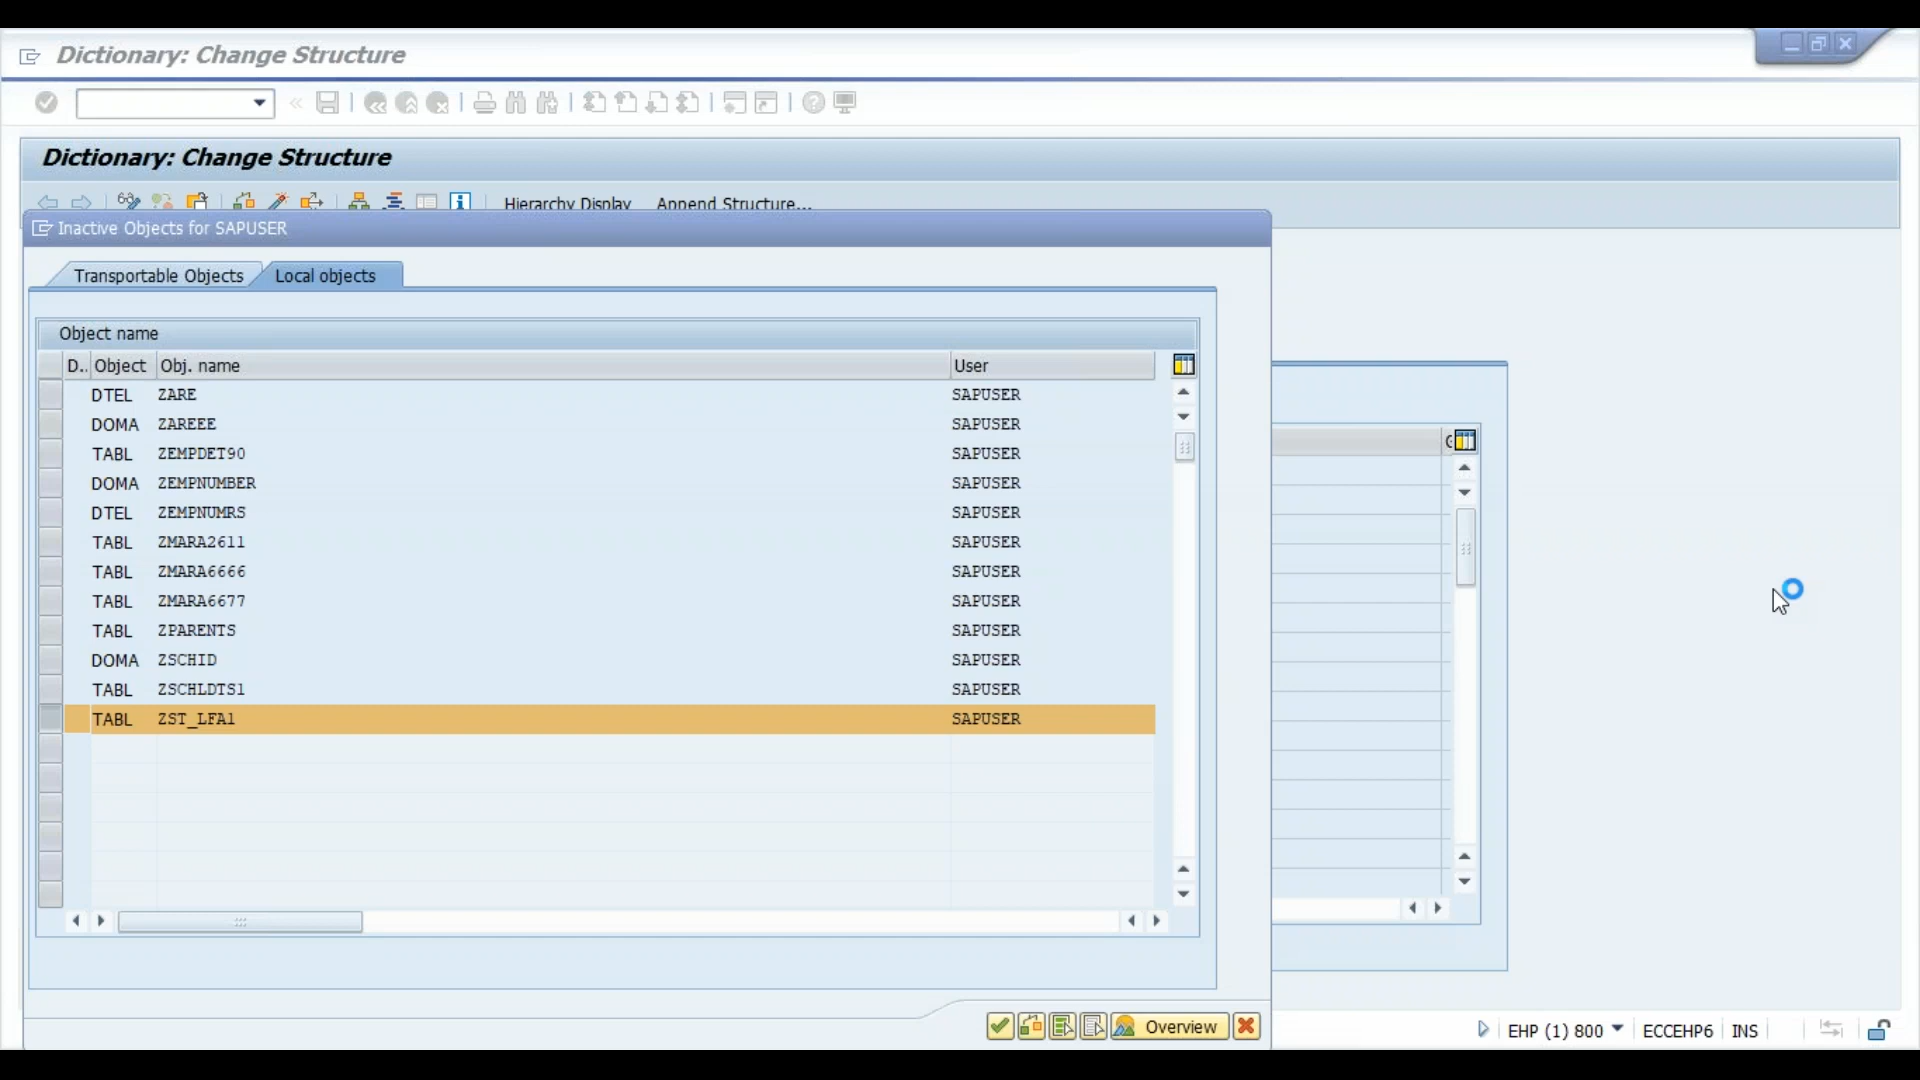 Dictionary: Change Structure
Dictionary: Change Structure
Hierarchy Display Append Structure...
Inactive Objects for SAPUSER
Transportable Objects Local objects
Object name
D.. Object Obj. name User
DTEL ZARE SAPUSER
DOMA ZAREEE SAPUSER
TABL ZEMPDET90 SAPUSER
DOMA ZEMPNUMBER SAPUSER
DTEL ZEMPNUMRS SAPUSER
TABL ZMARA2611 SAPUSER
TABL ZMARA6666 SAPUSER
TABL ZMARA6677 SAPUSER
TABL ZPARENTS SAPUSER
DOMA ZSCHID SAPUSER
TABL ZSCHLDTS1 SAPUSER
TABL ZST_LFA1 SAPUSER
Overview
EHP (1) 800 ECCEHP6 INS